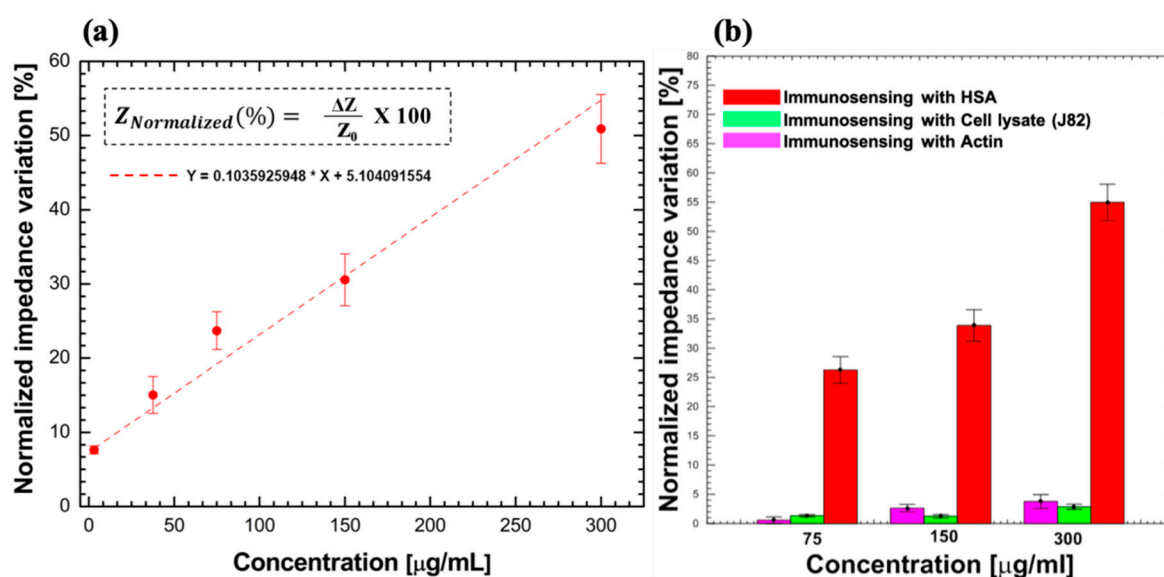 (a)
Normalized impedance variation [%]
60
50
40
30
20
10
0
Z_Normalized(%) = ΔZ/Z₀ X 100
Y = 0.1035925948 * X + 5.104091554
0 50 100 150 200 250 300
Concentration [µg/mL]
(b)
Normalized impedance variation [%]
80
75
70
65
60
55
50
45
40
35
30
25
20
15
10
5
0
Immunosensing with HSA
Immunosensing with Cell lysate (J82)
Immunosensing with Actin
75 150 300
Concentration [µg/ml]